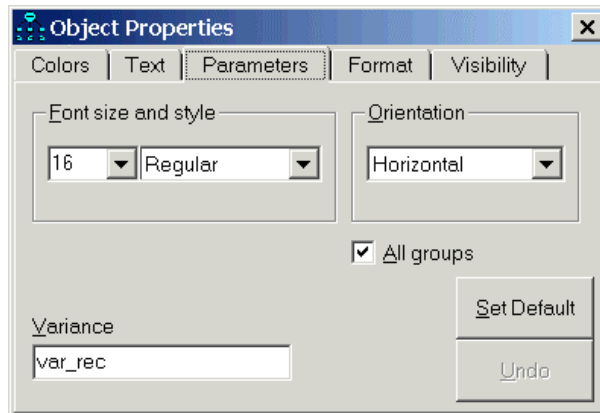 Object Properties
Colors Text Parameters Format Visibility
Font size and style Orientation
16 Regular Horizontal
All groups
Set Default
Variance
var_rec
Undo